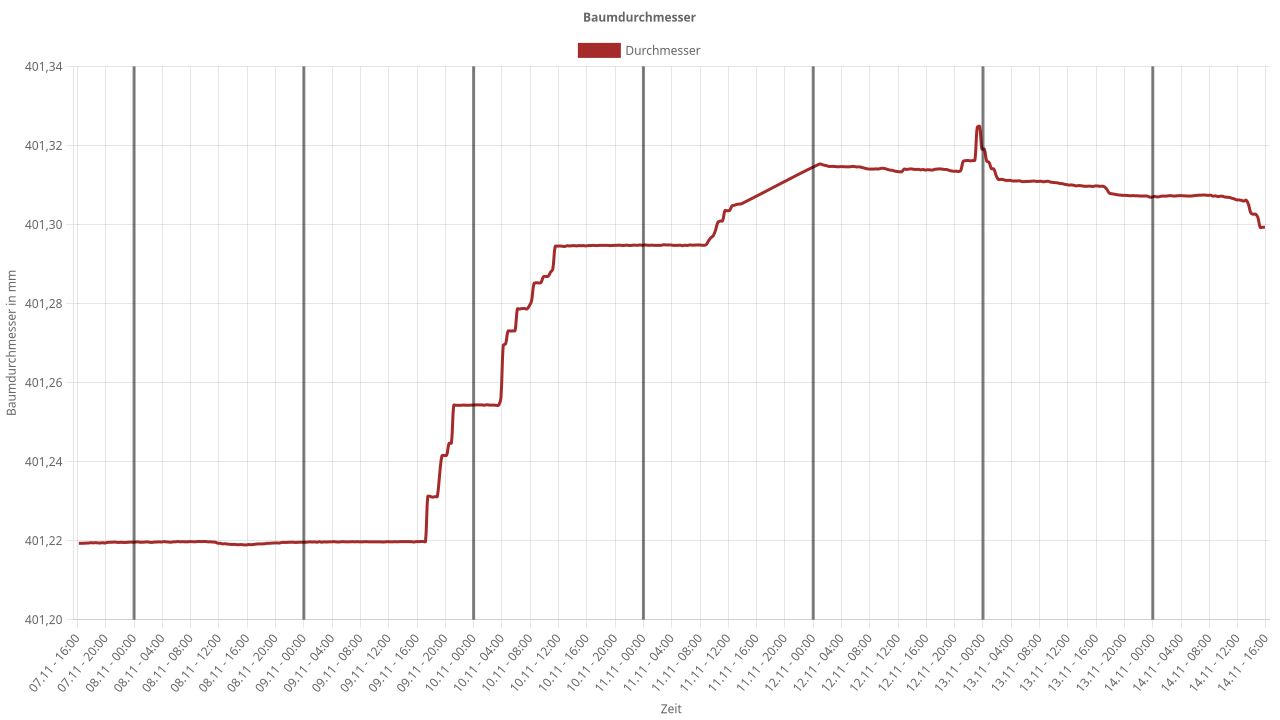 Baumdurchmesser
Durchmesser
401,34
401,32
401,30
401,28
401,26
401,24
401,22
401,20
Baumdurchmesser in mm
07.11 - 16:00
07.11 - 20:00
08.11 - 00:00
08.11 - 04:00
08.11 - 08:00
08.11 - 12:00
08.11 - 16:00
08.11 - 20:00
09.11 - 00:00
09.11 - 04:00
09.11 - 08:00
09.11 - 12:00
09.11 - 16:00
09.11 - 20:00
10.11 - 00:00
10.11 - 04:00
10.11 - 08:00
10.11 - 12:00
10.11 - 16:00
10.11 - 20:00
11.11 - 00:00
11.11 - 04:00
11.11 - 08:00
11.11 - 12:00
11.11 - 16:00
11.11 - 20:00
12.11 - 00:00
12.11 - 04:00
12.11 - 08:00
12.11 - 12:00
12.11 - 16:00
12.11 - 20:00
13.11 - 00:00
13.11 - 04:00
13.11 - 08:00
13.11 - 12:00
13.11 - 16:00
13.11 - 20:00
14.11 - 00:00
14.11 - 04:00
14.11 - 08:00
14.11 - 12:00
14.11 - 16:00
Zeit